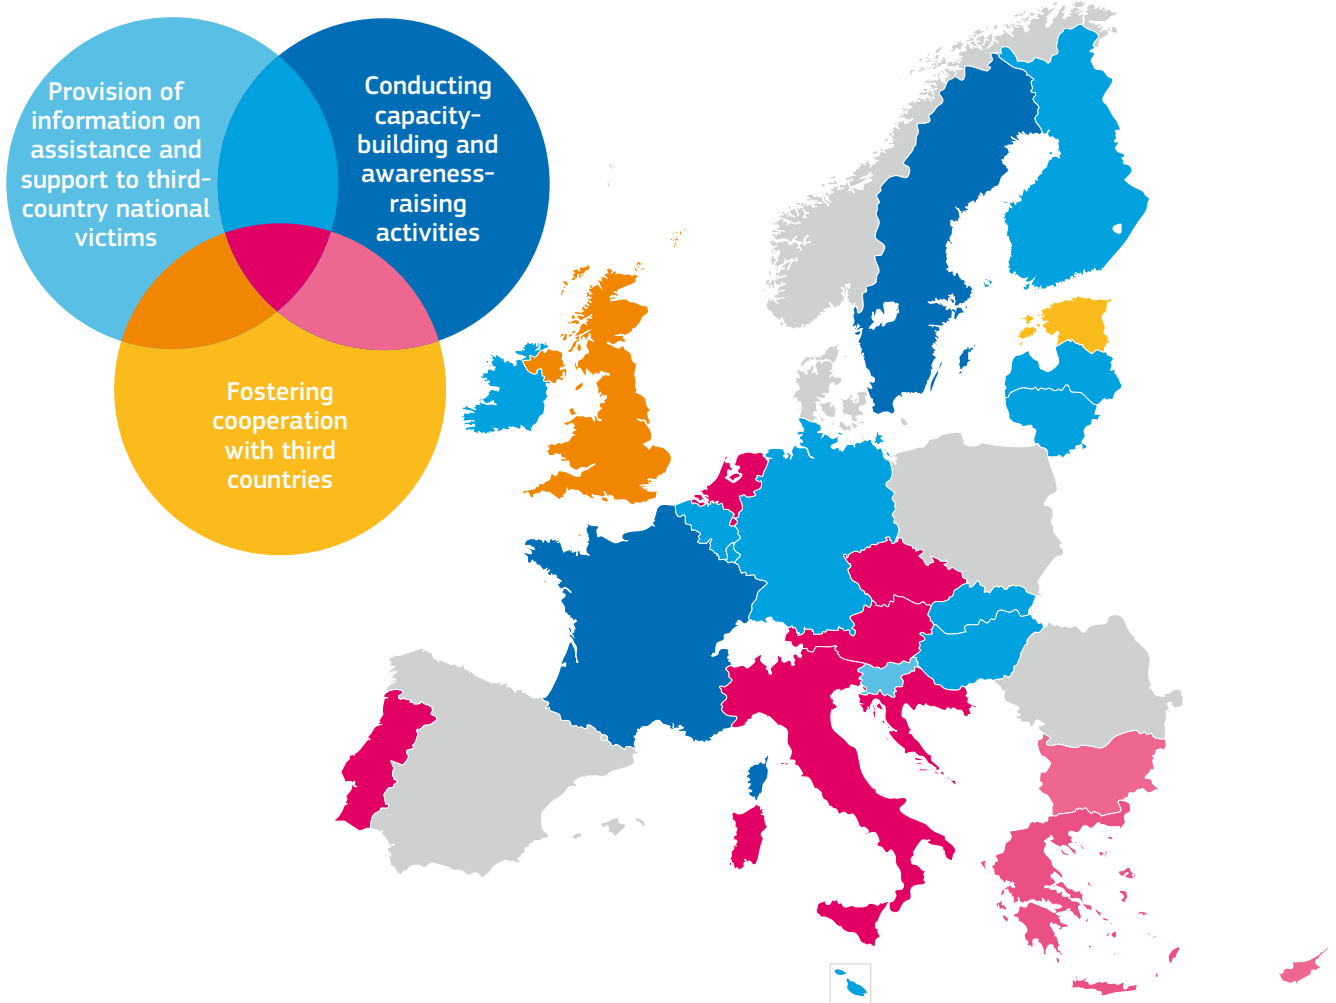 Provision of
information on
assistance and
support to third-
country national
victims
Conducting
capacity-
building and
awareness-
raising
activities
Fostering
cooperation
with third
countries